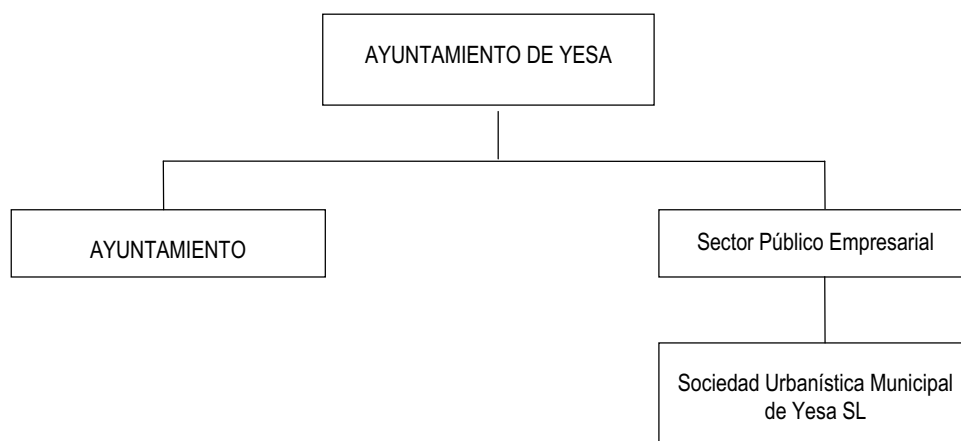 AYUNTAMIENTO DE YESA
AYUNTAMIENTO
Sector Público Empresarial
Sociedad Urbanística Municipal
de Yesa SL